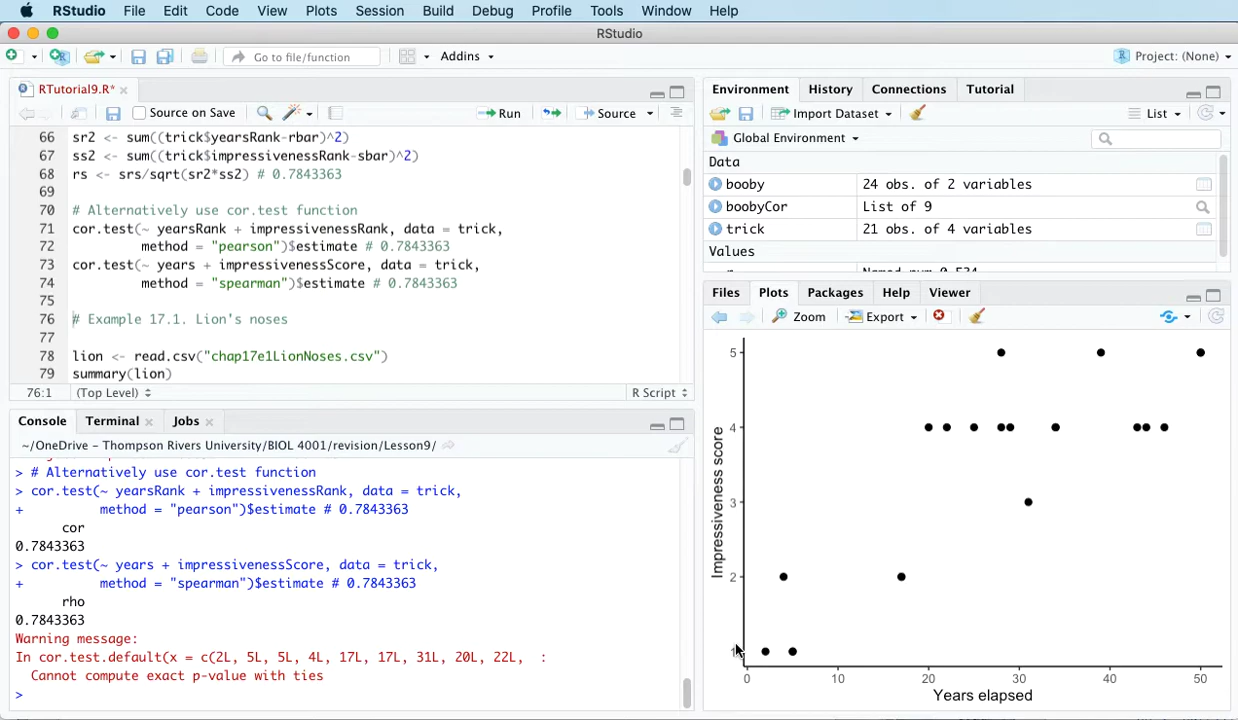 RStudio File Edit Code View Plots Session Build Debug Profile Tools Window Help
RStudio
Go to file/function Addins Project: (None)
RTutorial9.R*
Source on Save Run Source
66 sr2 <- sum((trick$yearsRank-rbar)^2)
67 ss2 <- sum((trick$impressivenessRank-sbar)^2)
68 rs <- srs/sqrt(sr2*ss2) # 0.7843363
69
70 # Alternatively use cor.test function
71 cor.test(~ yearsRank + impressivenessRank, data = trick,
72 method = "pearson")$estimate # 0.7843363
73 cor.test(~ years + impressivenessScore, data = trick,
74 method = "spearman")$estimate # 0.7843363
75
76 # Example 17.1. Lion's noses
77
78 lion <- read.csv("chap17e1LionNoses.csv")
79 summary(lion)
76:1 (Top Level) R Script
Console Terminal Jobs
~/OneDrive - Thompson Rivers University/BIOL 4001/revision/Lesson9/
> # Alternatively use cor.test function
> cor.test(~ yearsRank + impressivenessRank, data = trick,
+ method = "pearson")$estimate # 0.7843363
cor
0.7843363
> cor.test(~ years + impressivenessScore, data = trick,
+ method = "spearman")$estimate # 0.7843363
rho
0.7843363
Warning message:
In cor.test.default(x = c(2L, 5L, 5L, 4L, 17L, 17L, 31L, 20L, 22L, :
Cannot compute exact p-value with ties
>
Environment History Connections Tutorial
Import Dataset List
Global Environment
Data
booby 24 obs. of 2 variables
boobyCor List of 9
trick 21 obs. of 4 variables
Values
Files Plots Packages Help Viewer
Zoom Export
Impressiveness score
5
4
3
2
0 10 20 30 40 50
Years elapsed